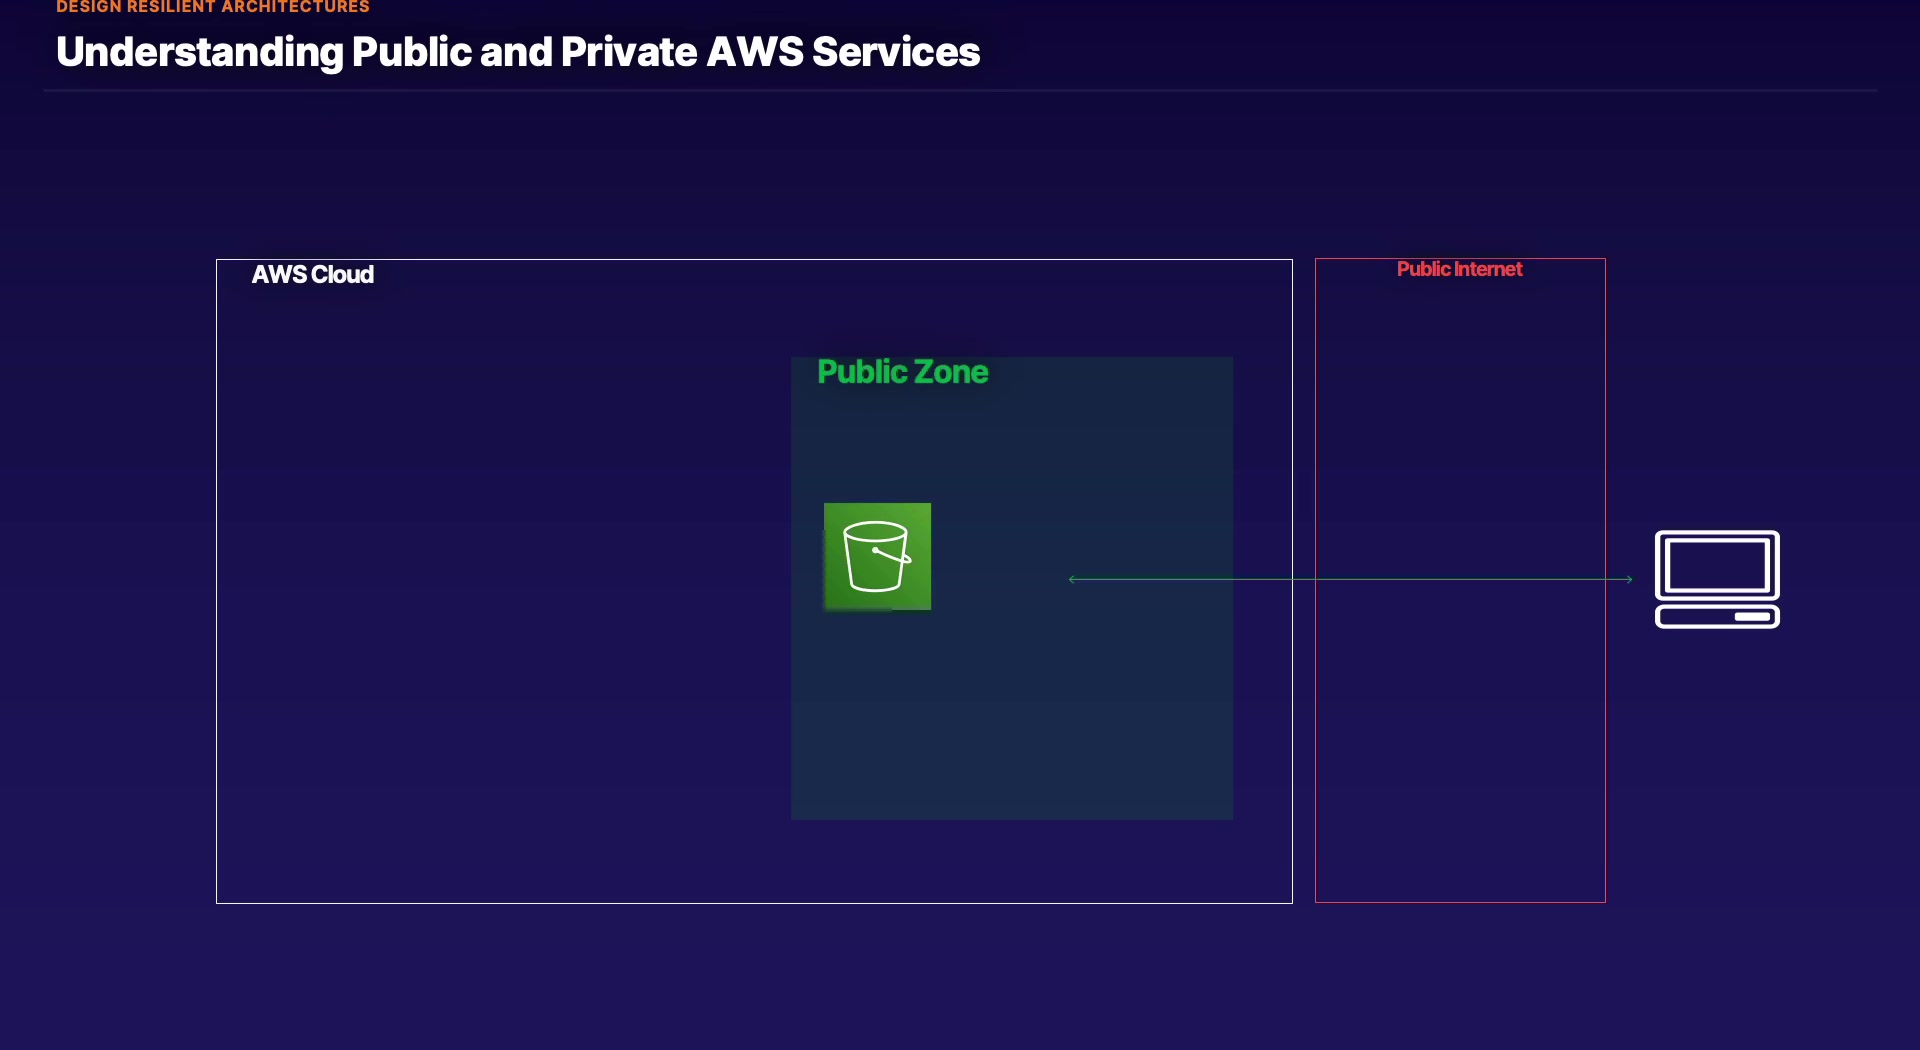 DESIGN RESILIENT ARCHITECTURES
Understanding Public and Private AWS Services
AWS Cloud
Public Internet
Public Zone